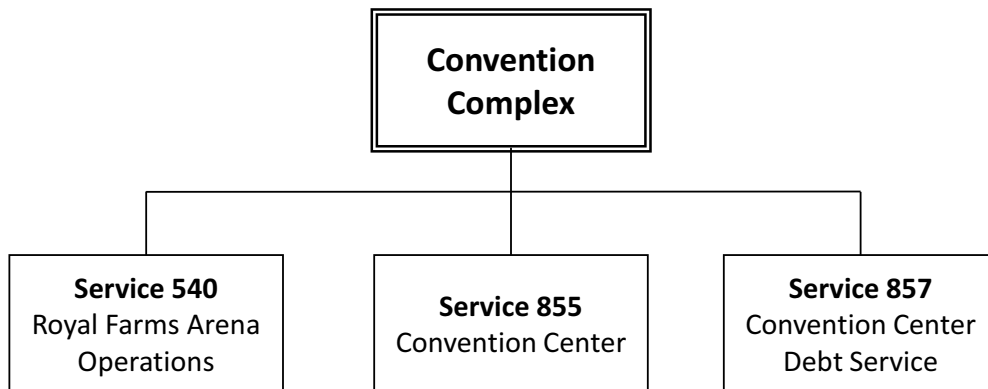 Convention
Complex
Service 540
Royal Farms Arena
Operations
Service 855
Convention Center
Service 857
Convention Center
Debt Service